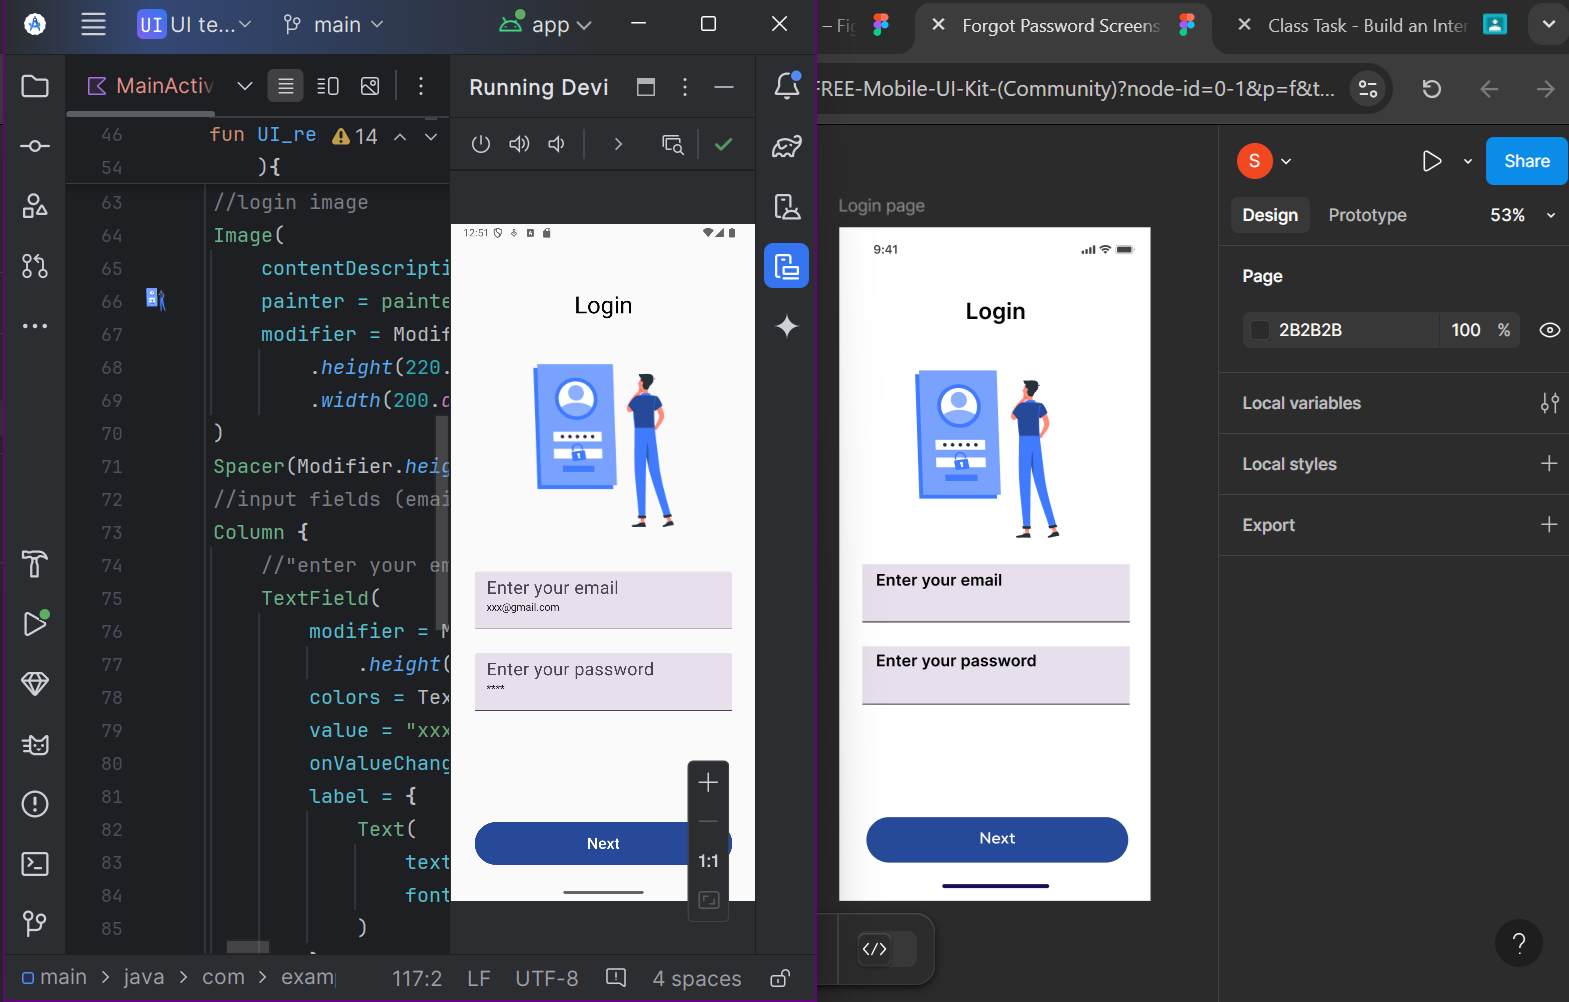 UI UI te...
main
app
MainActiv
46 fun UI_re 14
54 ){
63 //login image
64 Image(
65 contentDescripti
66 painter = painte
67 modifier = Modif
68 .height(220.
69 .width(200.d
70 )
71 Spacer(Modifier.heig
72 //input fields (emai
73 Column {
74 //"enter your em
75 TextField(
76 modifier = M
77 .height(
78 colors = Tex
79 value = "xxx
80 onValueChang
81 label = {
82 Text(
83 text
84 font
85 )
main > java > com > examp
117:2 LF UTF-8 4 spaces
Running Devi
12:51
Login
Enter your email
xxx@gmail.com
Enter your password
****
Next
1:1
– Fig
Forgot Password Screens
Class Task - Build an Inter
FREE-Mobile-UI-Kit-(Community)?node-id=0-1&p=f&t...
Login page
9:41
Login
Enter your email
Enter your password
Next
</>
S
Share
Design Prototype 53%
Page
2B2B2B 100 %
Local variables
Local styles
Export
?